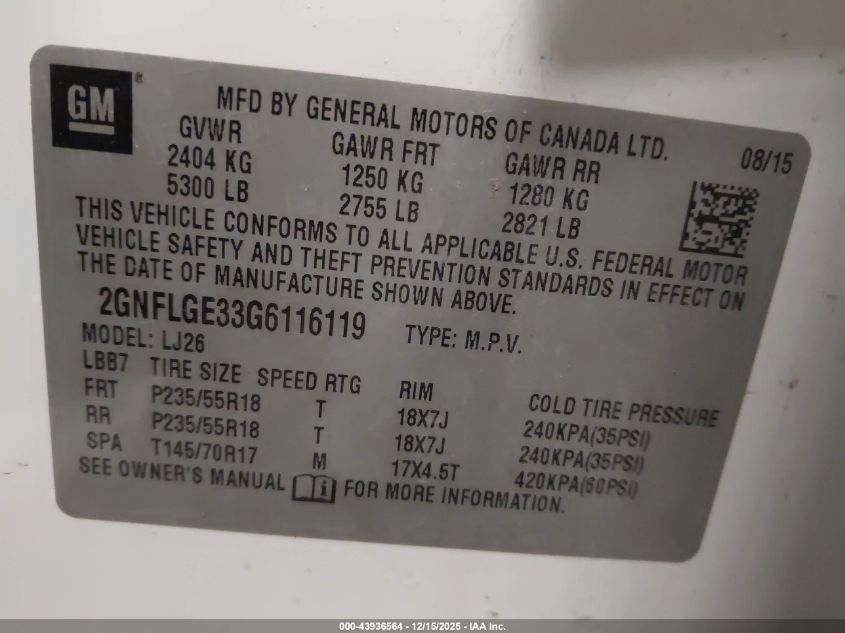 GM ®
MFD BY GENERAL MOTORS OF CANADA LTD.
08/15
GVWR GAWR FRT GAWR RR
2404 KG 1250 KG 1280 KG
5300 LB 2755 LB 2821 LB
THIS VEHICLE CONFORMS TO ALL APPLICABLE U.S. FEDERAL MOTOR
VEHICLE SAFETY AND THEFT PREVENTION STANDARDS IN EFFECT ON
THE DATE OF MANUFACTURE SHOWN ABOVE.
2GNFLGE33G6116119 TYPE: M.P.V.
MODEL: LJ26
LBB7 TIRE SIZE SPEED RTG RIM COLD TIRE PRESSURE
FRT P235/55R18 T 18X7J 240KPA(35PSI)
RR P235/55R18 T 18X7J 240KPA(35PSI)
SPA T145/70R17 M 17X4.5T 420KPA(60PSI)
SEE OWNER'S MANUAL i FOR MORE INFORMATION.
000-43936564 - 12/15/2025 - IAA Inc.